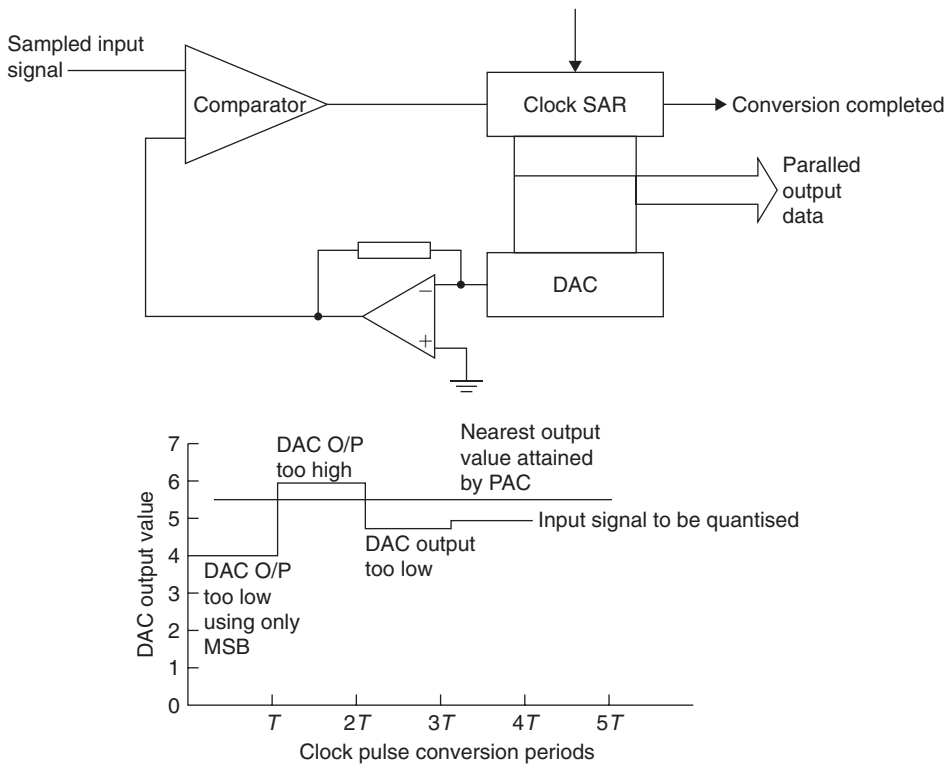 Sampled input
signal
Comparator
Clock SAR
Conversion completed
Paralled
output
data
DAC
−
+
DAC output value
7
6
5
4
3
2
1
0
DAC O/P
too high
Nearest output
value attained
by PAC
Input signal to be quantised
DAC output
too low
DAC O/P
too low
using only
MSB
T
2T
3T
4T
5T
Clock pulse conversion periods